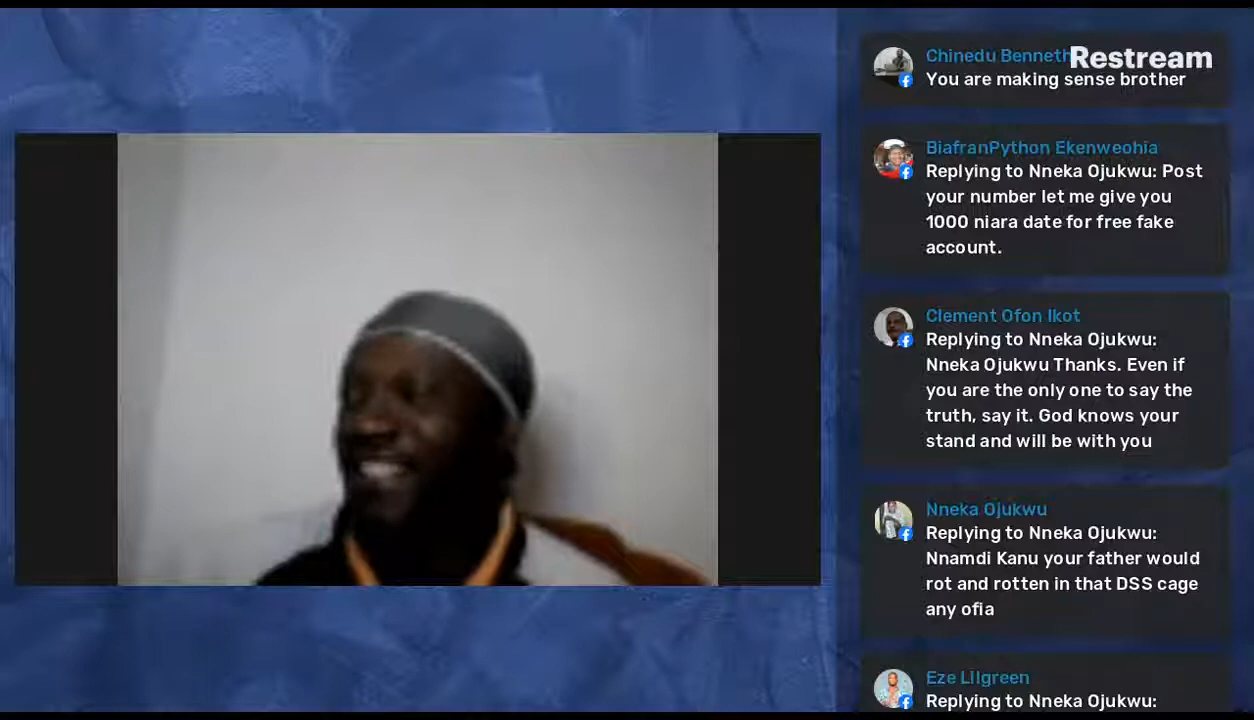 Chinedu Benneth
Restream
You are making sense brother
BiafranPython Ekenweohia
Replying to Nneka Ojukwu: Post
your number let me give you
1000 niara date for free fake
account.
Clement Ofon Ikot
Replying to Nneka Ojukwu:
Nneka Ojukwu Thanks. Even if
you are the only one to say the
truth, say it. God knows your
stand and will be with you
Nneka Ojukwu
Replying to Nneka Ojukwu:
Nnamdi Kanu your father would
rot and rotten in that DSS cage
any ofia
Eze Lilgreen
Replying to Nneka Ojukwu: